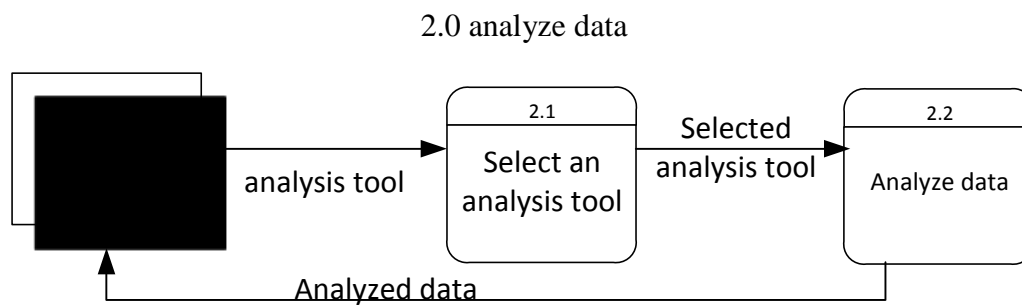 2.0 analyze data
analysis tool
2.1
Select an
analysis tool
Selected
analysis tool
2.2
Analyze data
Analyzed data